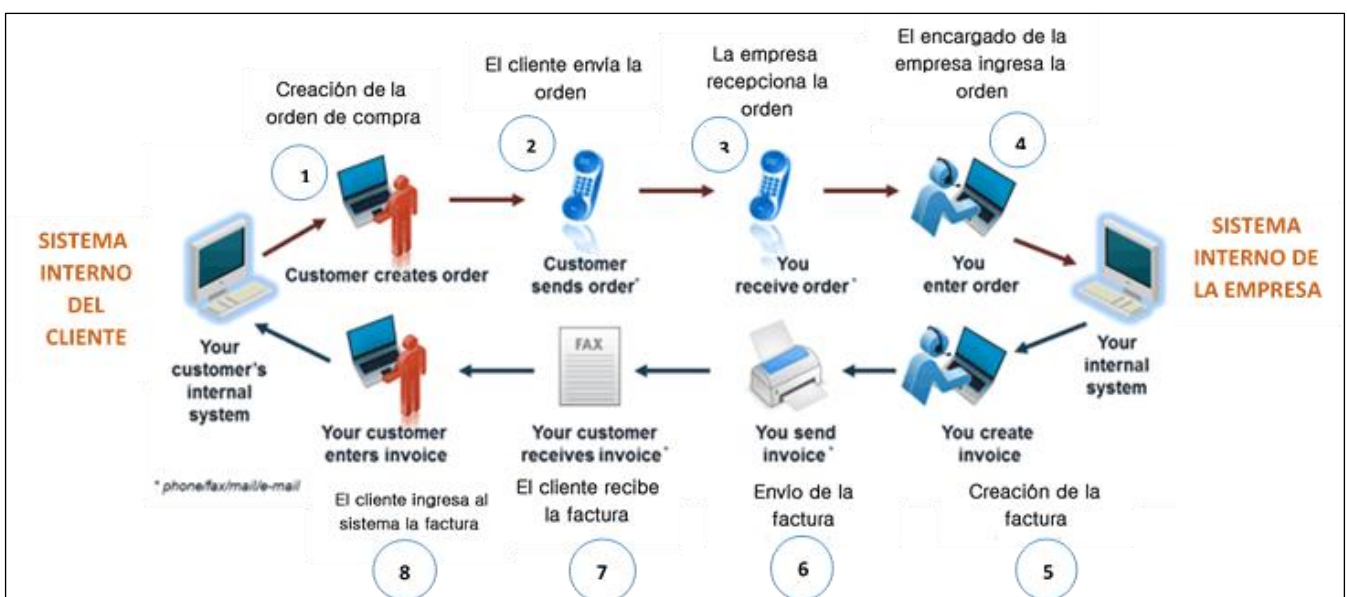 Creación de la
orden de compra
1
El cliente envía la
orden
2
La empresa
recepciona la
orden
3
El encargado de la
empresa ingresa la
orden
4
SISTEMA
INTERNO
DEL
CLIENTE
Customer creates order
Customer
sends order*
You
receive order*
You
enter order
SISTEMA
INTERNO DE
LA EMPRESA
Your
customer's
internal
system
FAX
Your
internal
system
Your customer
enters invoice
Your customer
receives invoice*
You send
invoice*
You create
invoice
* phone/fax/mail/e-mail
El cliente ingresa al
sistema la factura
8
El cliente recibe
la factura
7
Envío de la
factura
6
Creación de la
factura
5